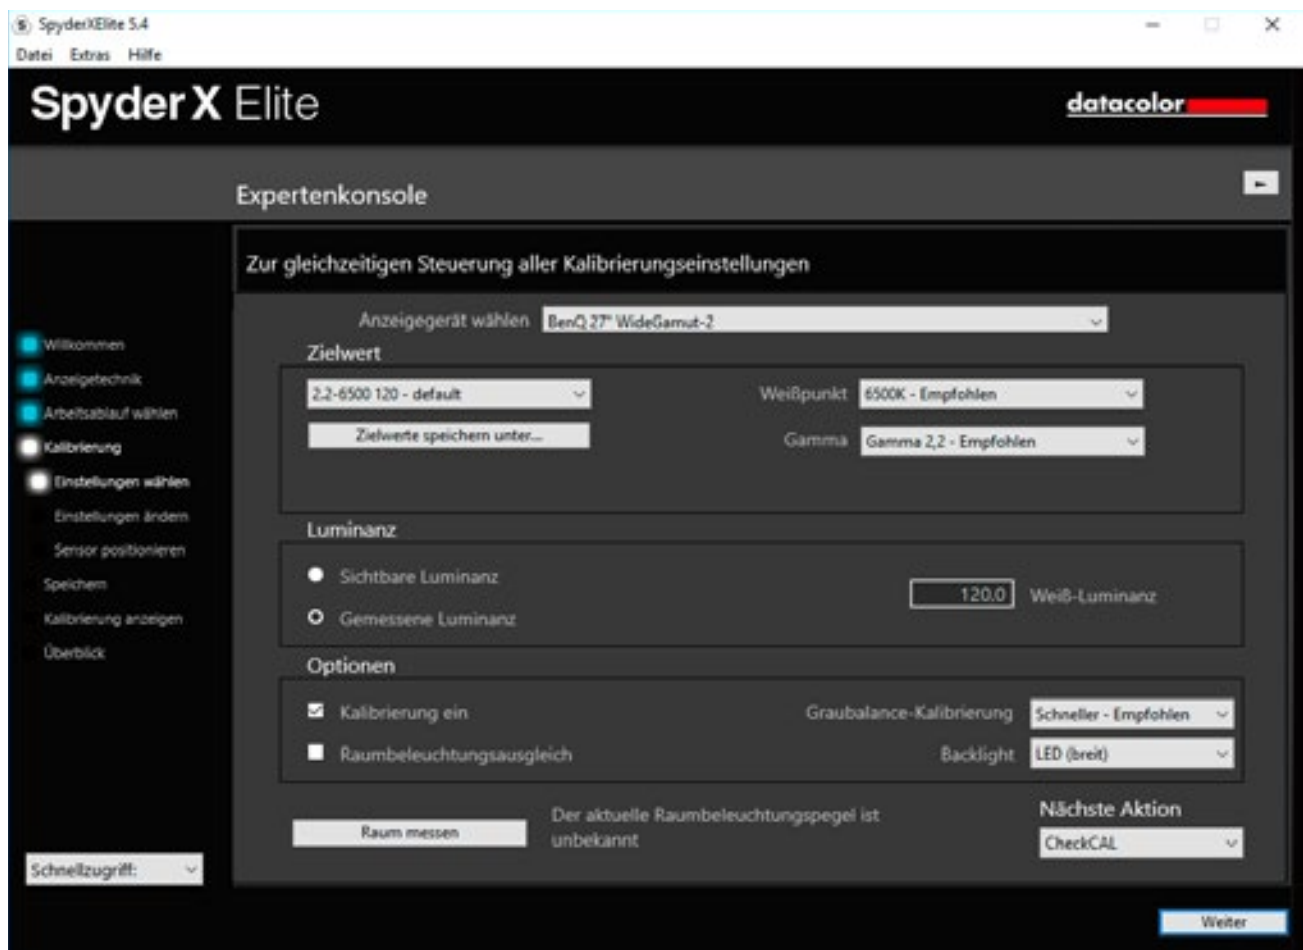 SpyderXElite 5.4
Datei Extras Hilfe
Spyder X Elite
datacolor
Expertenkonsole
Zur gleichzeitigen Steuerung aller Kalibrierungseinstellungen
Anzeigegerät wählen BenQ 27" WideGamut-2
Willkommen
Anzeigetechnik
Arbeitsablauf wählen
Kalibrierung
Einstellungen wählen
Einstellungen ändern
Sensor positionieren
Speichern
Kalibrierung anzeigen
Überblick
Schnellzugriff:
Zielwert
2.2-6500 120 - default
Weißpunkt 6500K - Empfohlen
Zielwerte speichern unter...
Gamma Gamma 2,2 - Empfohlen
Luminanz
Sichtbare Luminanz
Gemessene Luminanz
120.0 Weiß-Luminanz
Optionen
Kalibrierung ein
Graubalance-Kalibrierung Schneller - Empfohlen
Raumbeleuchtungsausgleich
Backlight LED (breit)
Raum messen
Der aktuelle Raumbeleuchtungspegel ist
unbekannt
Nächste Aktion
CheckCAL
Weiter